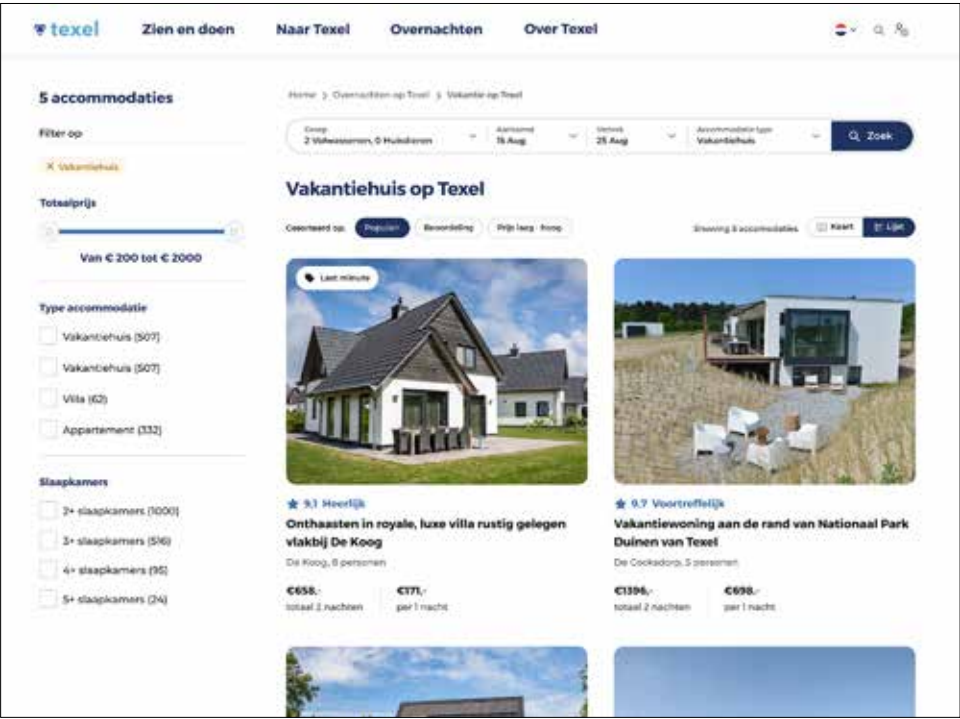 texel
Zien en doen
Naar Texel
Overnachten
Over Texel
5 accommodaties
Filter op
× Vakantiehuis
Totaalprijs
Van € 200 tot € 2000
Type accommodatie
Vakantiehuis (507)
Vakantiehuis (507)
Villa (62)
Appartement (332)
Slaapkamers
2+ slaapkamers (1000)
3+ slaapkamers (516)
4+ slaapkamers (95)
5+ slaapkamers (24)
Home > Overnachten op Texel > Vakantie op Texel
Groep
2 Volwassenen, 0 Huisdieren
Aankomst
15 Aug
Vertrek
25 Aug
Accommodatie type
Vakantiehuis
Zoek
Vakantiehuis op Texel
Gesorteerd op:
Populair
Beoordeling
Prijs laag - hoog
Showing 5 accomodaties
Kaart
Lijst
Last minute
9,1 Heerlijk
Onthaasten in royale, luxe villa rustig gelegen
vlakbij De Koog
De Koog, 8 personen
€658,-
totaal 2 nachten
€171,-
per 1 nacht
9,7 Voortreffelijk
Vakantiewoning aan de rand van Nationaal Park
Duinen van Texel
De Cocksdorp, 5 personen
€1396,-
totaal 2 nachten
€698,-
per 1 nacht